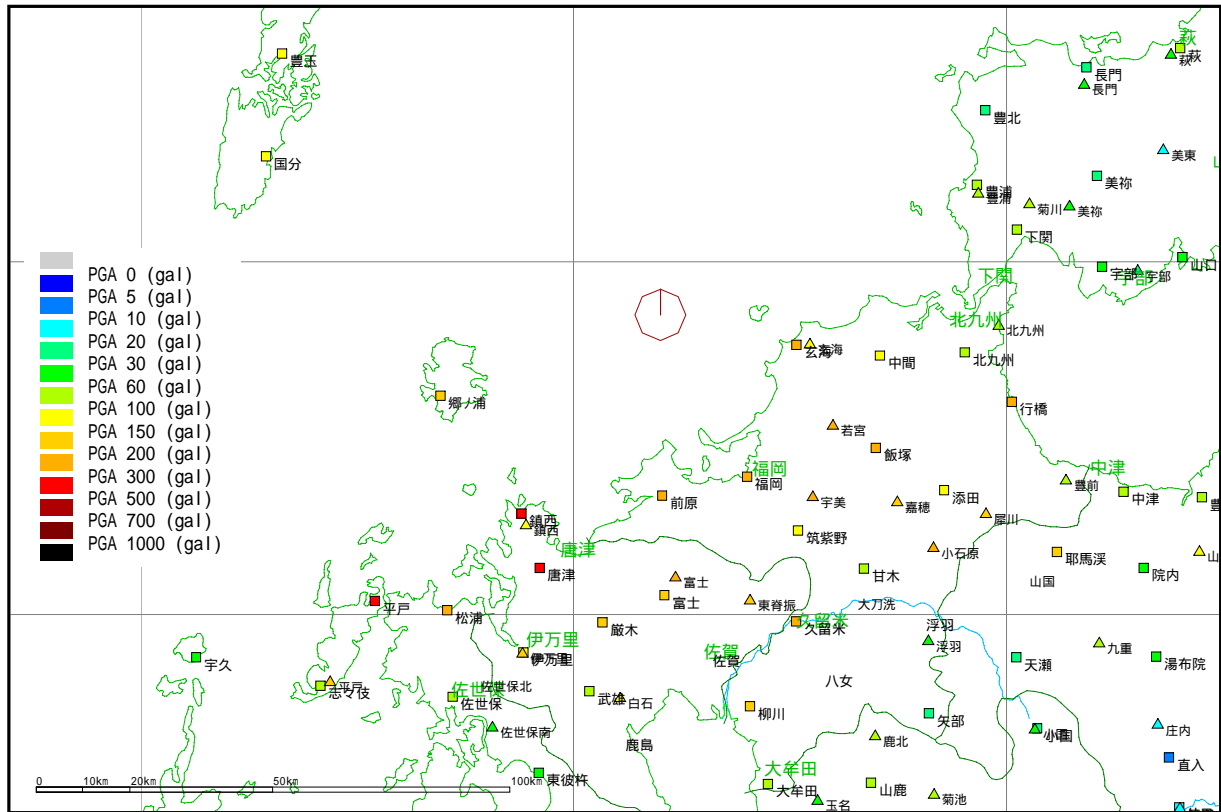 萩
萩
萩
豊玉
長門
長門
豊北
美東
国分
美祢
豊浦
豊浦
菊川
美祢
下関
山口
宇部
宇部
宇部
下関
PGA 0 (gal)
PGA 5 (gal)
PGA 10 (gal)
PGA 20 (gal)
PGA 30 (gal)
PGA 60 (gal)
PGA 100 (gal)
PGA 150 (gal)
PGA 200 (gal)
PGA 300 (gal)
PGA 500 (gal)
PGA 700 (gal)
PGA 1000 (gal)
北九州
北九州
玄海
玄海
中間
北九州
郷ノ浦
行橋
若宮
飯塚
福岡
福岡
中津
豊前
中津
前原
宇美
嘉穂
添田
犀川
鎮西
鎮西
唐津
筑紫野
小石原
耶馬渓
唐津
富士
甘木
山国
院内
平戸
松浦
富士
東脊振
大刀洗
厳木
久留米
久留米
浮羽
浮羽
伊万里
伊万里
佐賀
佐賀
宇久
天瀬
九重
湯布院
平戸
志々伎
佐世保
佐世保北
佐世保
武雄
白石
八女
柳川
矢部
佐世保南
鹿島
鹿北
小国
小国
庄内
直入
大牟田
東彼杵
大牟田
山鹿
玉名
菊池
0
10km
20km
50km
100km